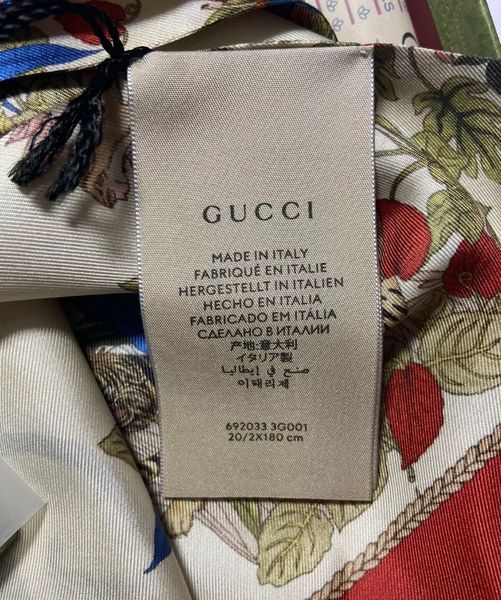 GUCCI
MADE IN ITALY
FABRIQUÉ EN ITALIE
HERGESTELLT IN ITALIEN
HECHO EN ITALIA
FABRICADO EM ITÁLIA
СДЕЛАНО В ИТАЛИИ
产地:意大利
イタリア製
صنع في إيطاليا
이태리제
692033 3G001
20/2X180 cm